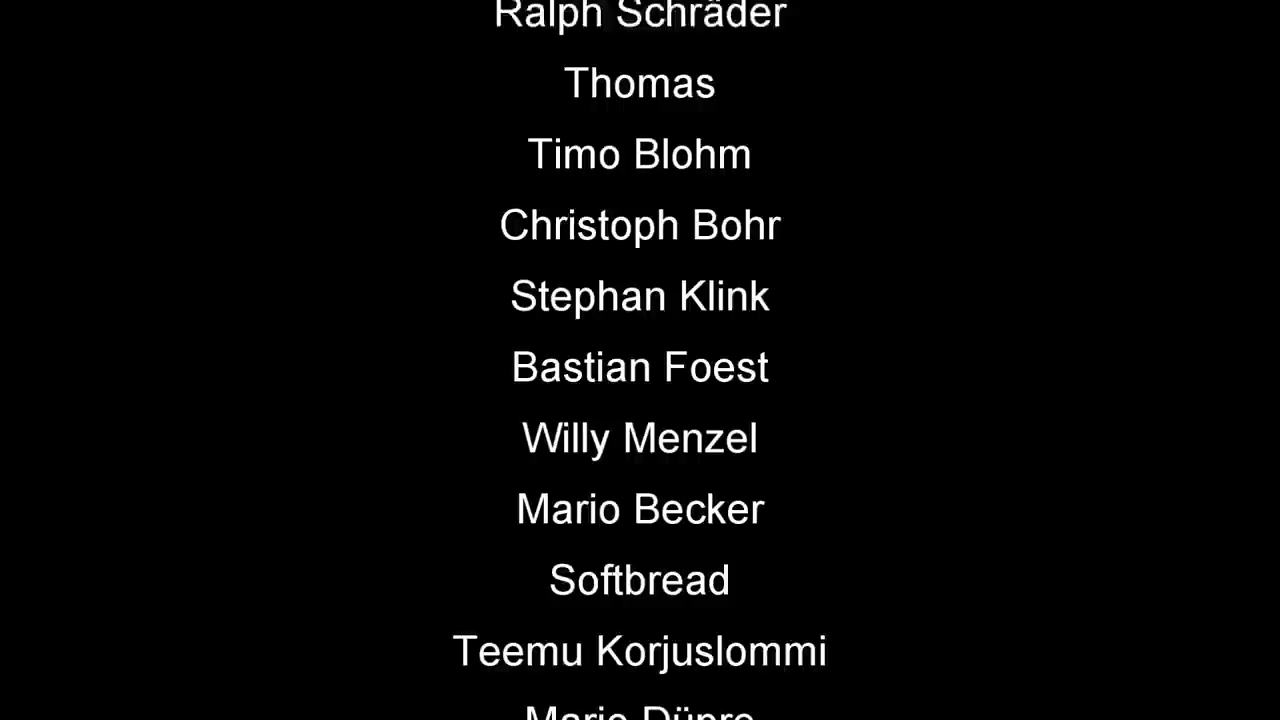 Ralph Schräder
Thomas
Timo Blohm
Christoph Bohr
Stephan Klink
Bastian Foest
Willy Menzel
Mario Becker
Softbread
Teemu Korjuslommi